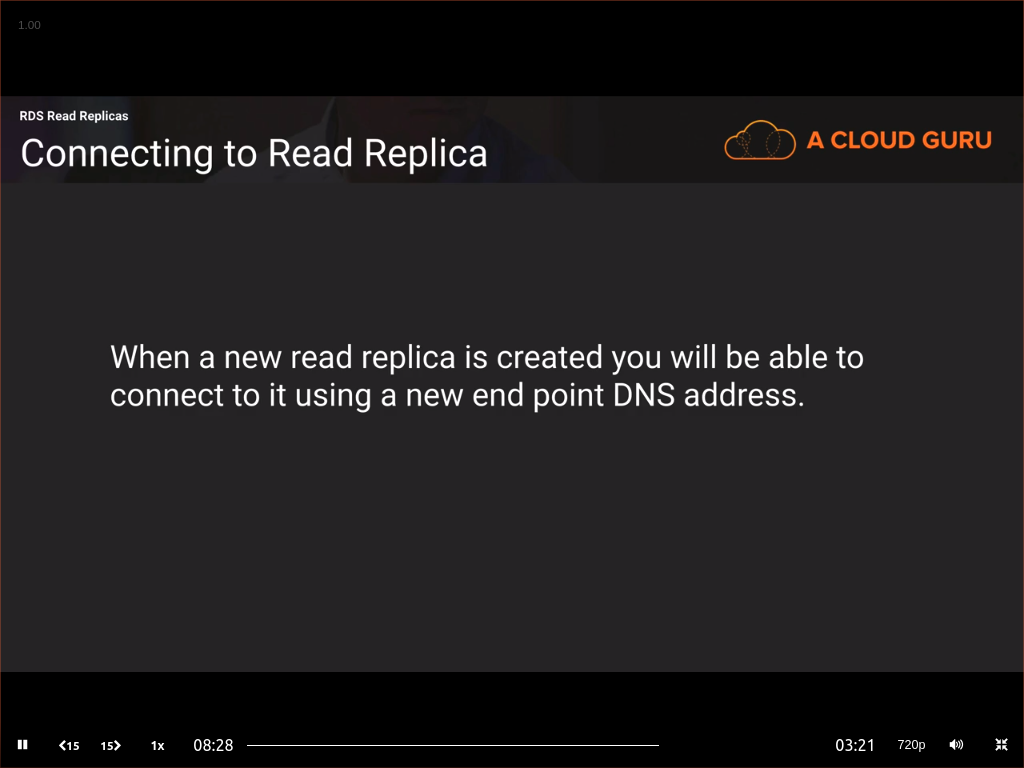 1.00
RDS Read Replicas
Connecting to Read Replica
A CLOUD GURU
When a new read replica is created you will be able to
connect to it using a new end point DNS address.
15 15 1x 08:28 03:21 720p